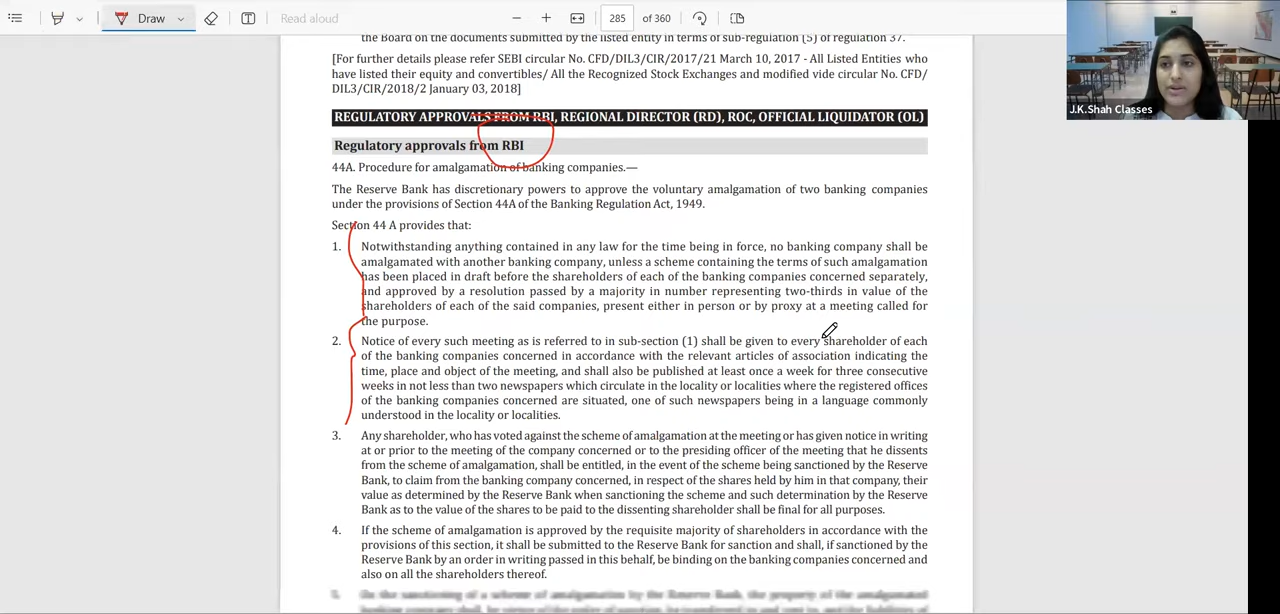 Draw
Read aloud
285
of 360
J.K.Shah Classes
the Board on the documents submitted by the listed entity in terms of sub-regulation (5) of regulation 37.
[For further details please refer SEBI circular No. CFD/DIL3/CIR/2017/21 March 10, 2017 - All Listed Entities who
have listed their equity and convertibles/ All the Recognized Stock Exchanges and modified vide circular No. CFD/
DIL3/CIR/2018/2 January 03, 2018]
REGULATORY APPROVALS FROM RBI, REGIONAL DIRECTOR (RD), ROC, OFFICIAL LIQUIDATOR (OL)
Regulatory approvals from RBI
44A. Procedure for amalgamation of banking companies.—
The Reserve Bank has discretionary powers to approve the voluntary amalgamation of two banking companies
under the provisions of Section 44A of the Banking Regulation Act, 1949.
Section 44 A provides that:
1. Notwithstanding anything contained in any law for the time being in force, no banking company shall be
amalgamated with another banking company, unless a scheme containing the terms of such amalgamation
has been placed in draft before the shareholders of each of the banking companies concerned separately,
and approved by a resolution passed by a majority in number representing two-thirds in value of the
shareholders of each of the said companies, present either in person or by proxy at a meeting called for
the purpose.
2. Notice of every such meeting as is referred to in sub-section (1) shall be given to every shareholder of each
of the banking companies concerned in accordance with the relevant articles of association indicating the
time, place and object of the meeting, and shall also be published at least once a week for three consecutive
weeks in not less than two newspapers which circulate in the locality or localities where the registered offices
of the banking companies concerned are situated, one of such newspapers being in a language commonly
understood in the locality or localities.
3. Any shareholder, who has voted against the scheme of amalgamation at the meeting or has given notice in writing
at or prior to the meeting of the company concerned or to the presiding officer of the meeting that he dissents
from the scheme of amalgamation, shall be entitled, in the event of the scheme being sanctioned by the Reserve
Bank, to claim from the banking company concerned, in respect of the shares held by him in that company, their
value as determined by the Reserve Bank when sanctioning the scheme and such determination by the Reserve
Bank as to the value of the shares to be paid to the dissenting shareholder shall be final for all purposes.
4. If the scheme of amalgamation is approved by the requisite majority of shareholders in accordance with the
provisions of this section, it shall be submitted to the Reserve Bank for sanction and shall, if sanctioned by the
Reserve Bank by an order in writing passed in this behalf, be binding on the banking companies concerned and
also on all the shareholders thereof.